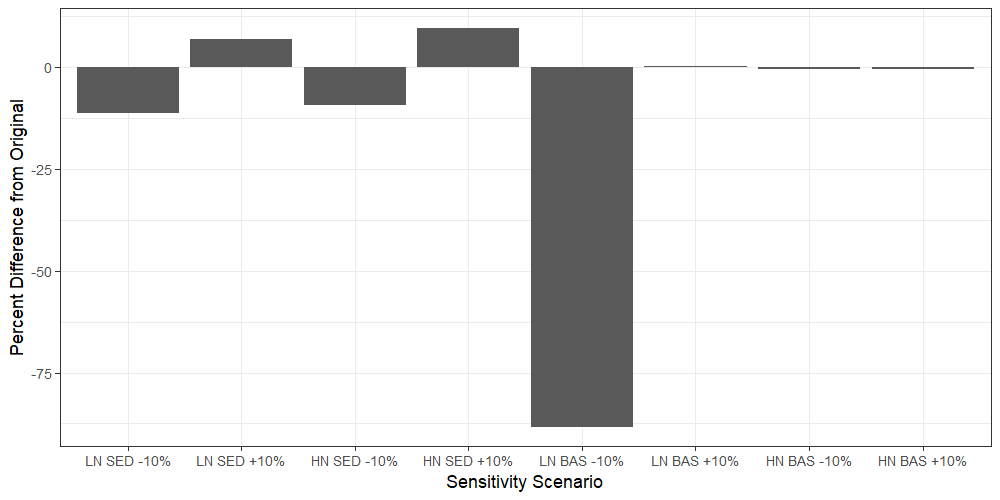 Percent Difference from Original
0
-25
-50
-75
LN SED -10% LN SED +10% HN SED -10% HN SED +10% LN BAS -10% LN BAS +10% HN BAS -10% HN BAS +10%
Sensitivity Scenario